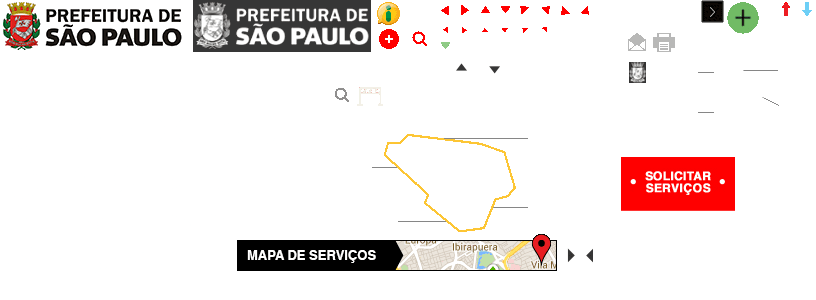 PREFEITURA DE
SÃO PAULO
PREFEITURA DE
SÃO PAULO
SOLICITAR
SERVIÇOS
MAPA DE SERVIÇOS
Europa
Ibirapuera
Vila M